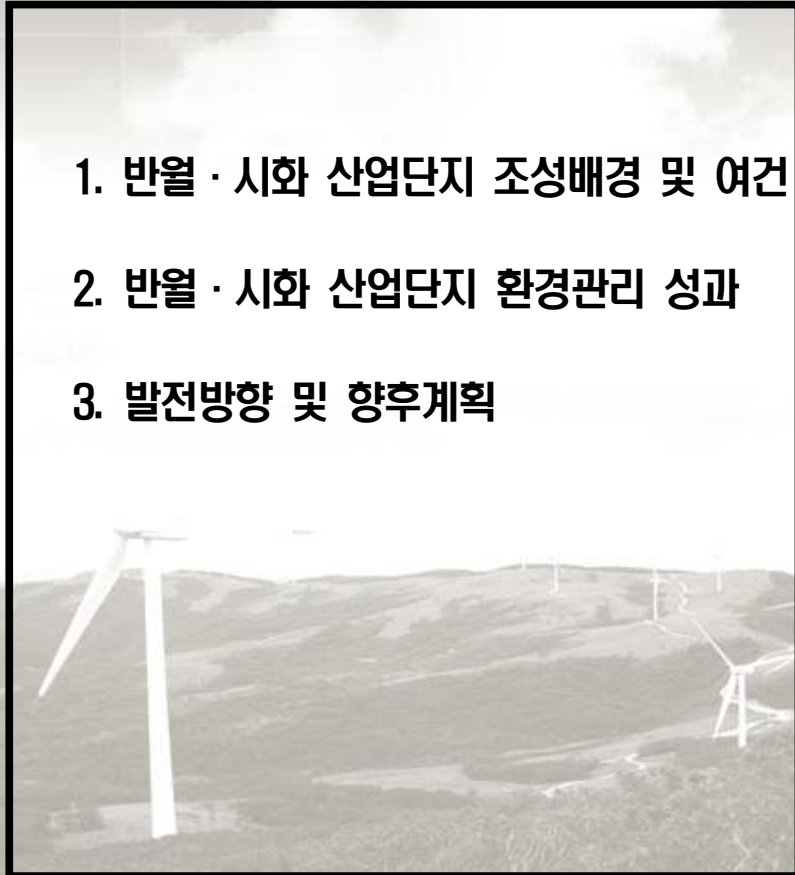 1. 반월 · 시화 산업단지 조성배경 및 여건
2. 반월 · 시화 산업단지 환경관리 성과
3. 발전방향 및 향후계획